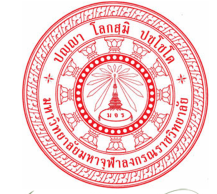 ปญฺญา โลกสฺมิ ปชฺโชโต
มจร
มหาวิทยาลัยมหาจุฬาลงกรณราชวิทยาลัย